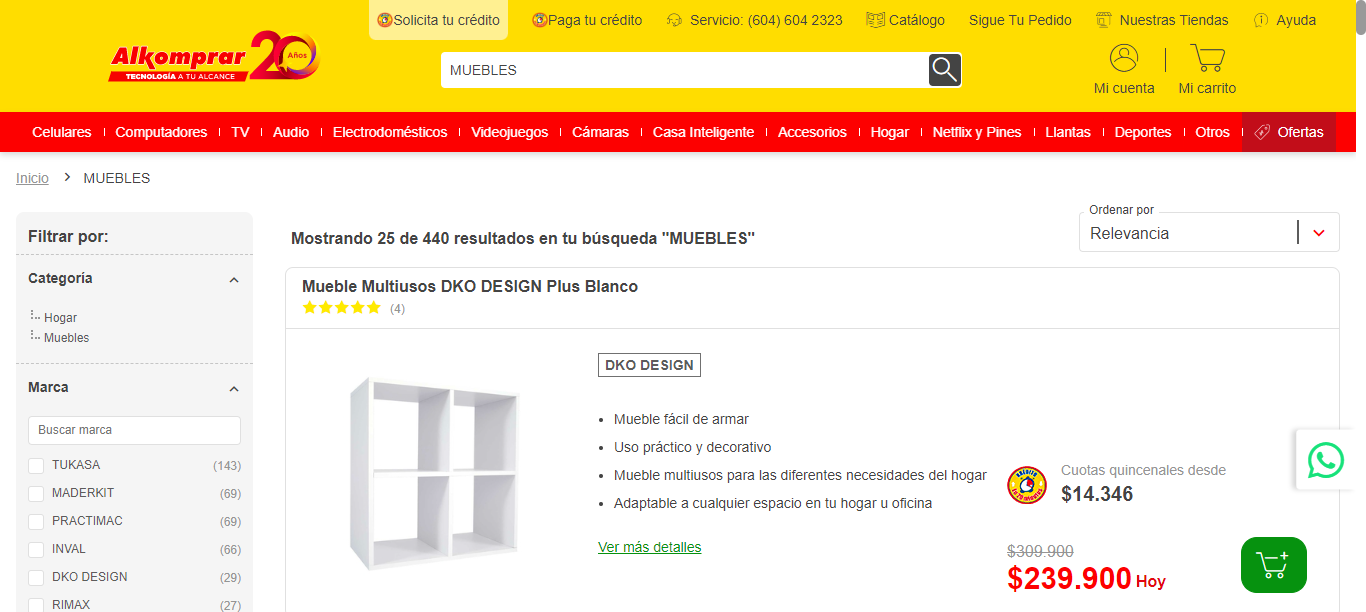 Solicita tu crédito
Paga tu crédito
Servicio: (604) 604 2323
Catálogo
Sigue Tu Pedido
Nuestras Tiendas
Ayuda
Alkomprar 20 Años
TECNOLOGÍA A TU ALCANCE
MUEBLES
Mi cuenta
Mi carrito
Celulares
Computadores
TV
Audio
Electrodomésticos
Videojuegos
Cámaras
Casa Inteligente
Accesorios
Hogar
Netflix y Pines
Llantas
Deportes
Otros
Ofertas
Inicio > MUEBLES
Filtrar por:
Categoría
Hogar
Muebles
Marca
Buscar marca
TUKASA (143)
MADERKIT (69)
PRACTIMAC (69)
INVAL (66)
DKO DESIGN (29)
RIMAX (27)
Mostrando 25 de 440 resultados en tu búsqueda "MUEBLES"
Ordenar por
Relevancia
Mueble Multiusos DKO DESIGN Plus Blanco
(4)
DKO DESIGN
• Mueble fácil de armar
• Uso práctico y decorativo
• Mueble multiusos para las diferentes necesidades del hogar
• Adaptable a cualquier espacio en tu hogar u oficina
Ver más detalles
Cuotas quincenales desde
$14.346
$309.900
$239.900 Hoy